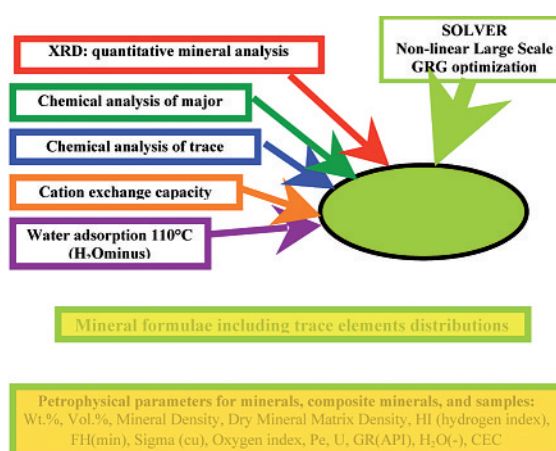 SOLVER
Non-linear Large Scale
GRG optimization
XRD: quantitative mineral analysis
Chemical analysis of major
Chemical analysis of trace
Cation exchange capacity
Water adsorption 110°C
(H₂Ominus)
Mineral formulae including trace elements distributions
Petrophysical parameters for minerals, composite minerals, and samples:
Wt.%, Vol.%, Mineral Density, Dry Mineral Matrix Density, HI (hydrogen index),
FH(min), Sigma (cu), Oxygen index, Pe, U, GR(API), H₂O(-), CEC